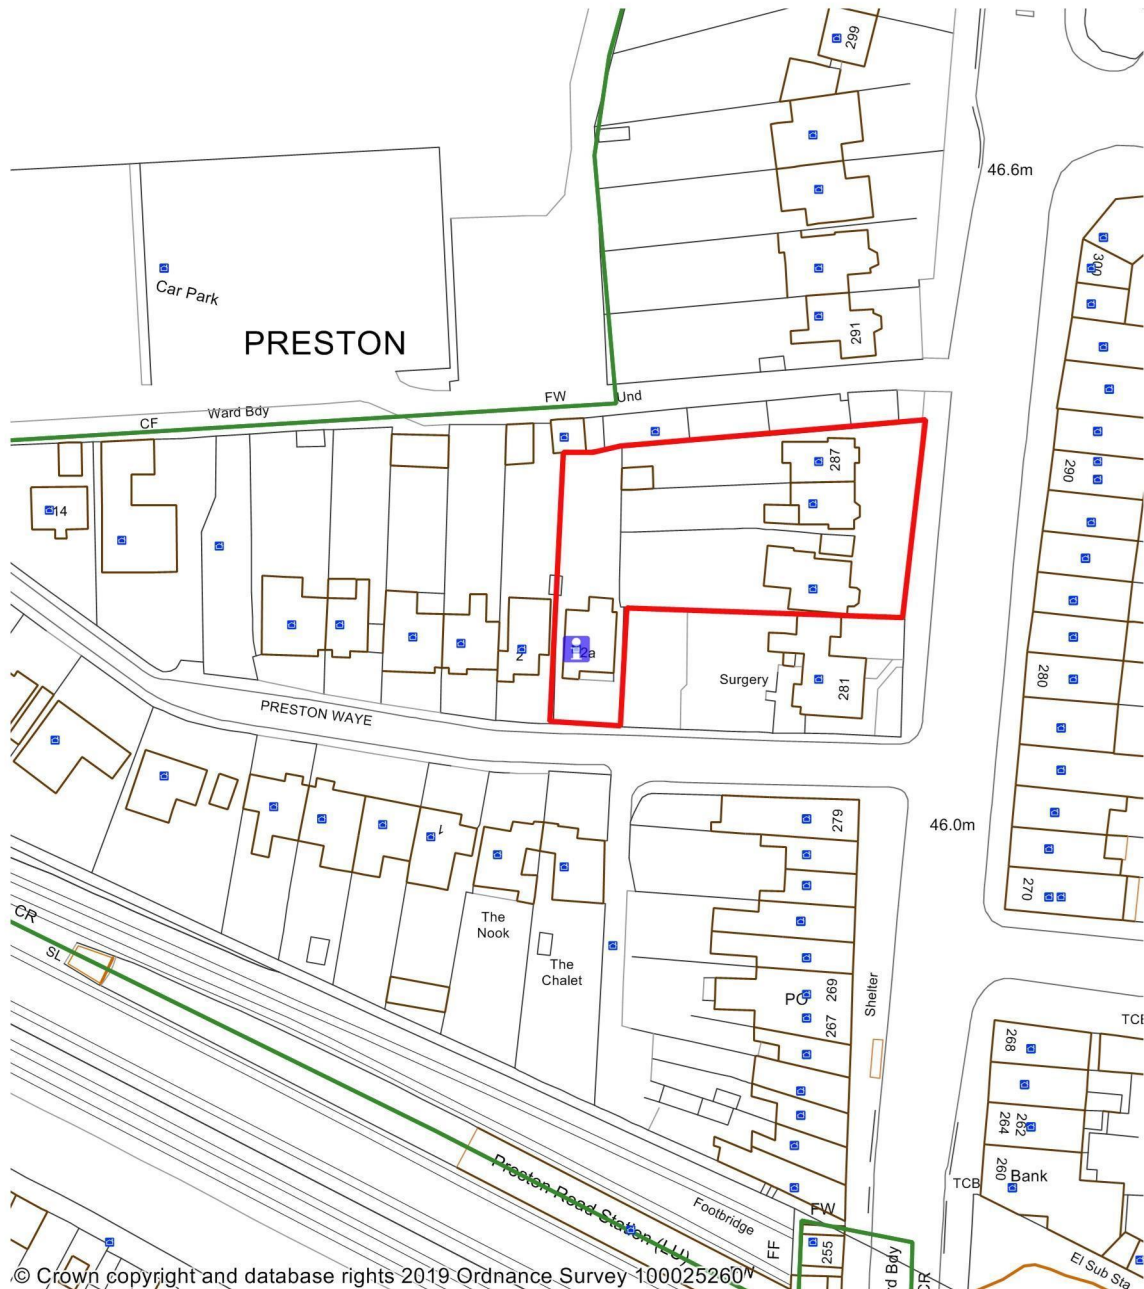 299
46.6m
300
Car Park
PRESTON
291
FW
Und
Ward Bdy
CF
287
290
14
2
2a
Surgery
281
280
PRESTON WAYE
279
46.0m
1
270
CR
The
Nook
SL
The
Chalet
269
PO
267
Shelter
268
262
264
260
Bank
TCB
Preston Road Station (LU)
Footbridge
FW
FF
255
El Sub Sta
© Crown copyright and database rights 2019 Ordnance Survey 100025260